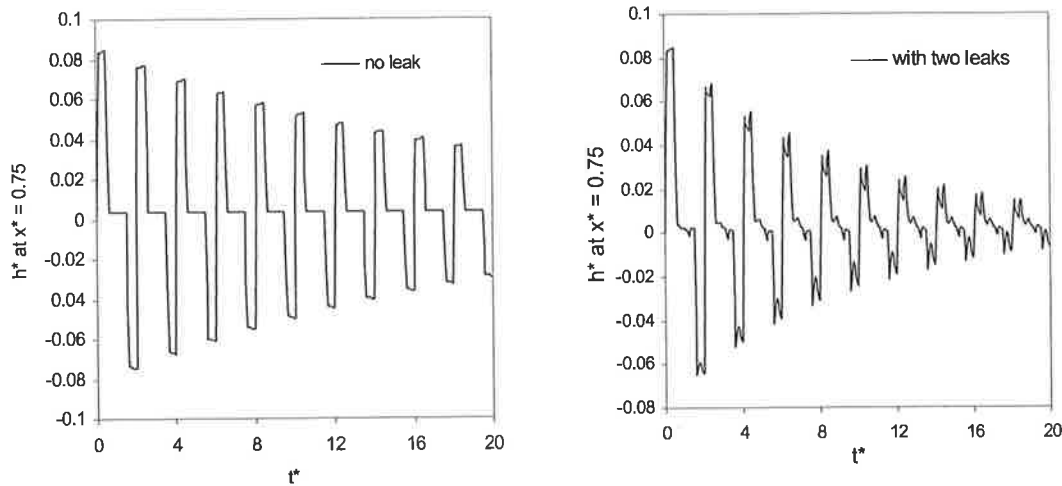 0.1
0.08
0.06
0.04
0.02
0
-0.02
-0.04
-0.06
-0.08
-0.1
h* at x* = 0.75
no leak
0 4 8 12 16 20
t*
0.1
0.08
0.06
0.04
0.02
0
-0.02
-0.04
-0.06
-0.08
h* at x* = 0.75
with two leaks
0 4 8 12 16 20
t*